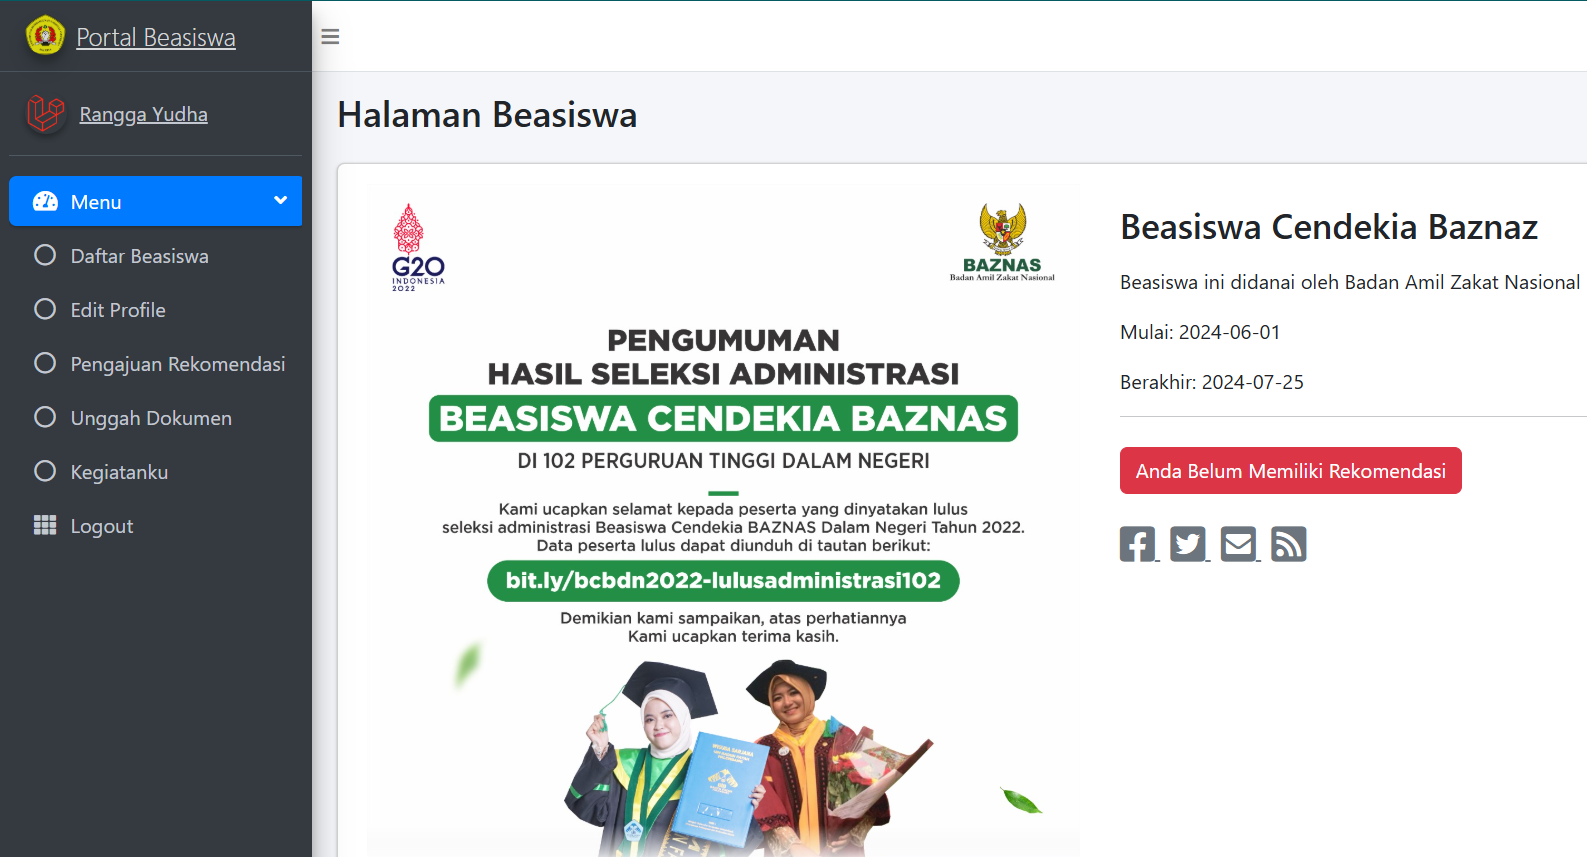 Portal Beasiswa
Rangga Yudha
Menu
Daftar Beasiswa
Edit Profile
Pengajuan Rekomendasi
Unggah Dokumen
Kegiatanku
Logout
Halaman Beasiswa
G20
INDONESIA
2022
BAZNAS
Badan Amil Zakat Nasional
PENGUMUMAN
HASIL SELEKSI ADMINISTRASI
BEASISWA CENDEKIA BAZNAS
DI 102 PERGURUAN TINGGI DALAM NEGERI
Kami ucapkan selamat kepada peserta yang dinyatakan lulus
seleksi administrasi Beasiswa Cendekia BAZNAS Dalam Negeri Tahun 2022.
Data peserta lulus dapat diunduh di tautan berikut:
bit.ly/bcbdn2022-lulusadministrasi102
Demikian kami sampaikan, atas perhatiannya
Kami ucapkan terima kasih.
Beasiswa Cendekia Baznaz
Beasiswa ini didanai oleh Badan Amil Zakat Nasional
Mulai: 2024-06-01
Berakhir: 2024-07-25
Anda Belum Memiliki Rekomendasi